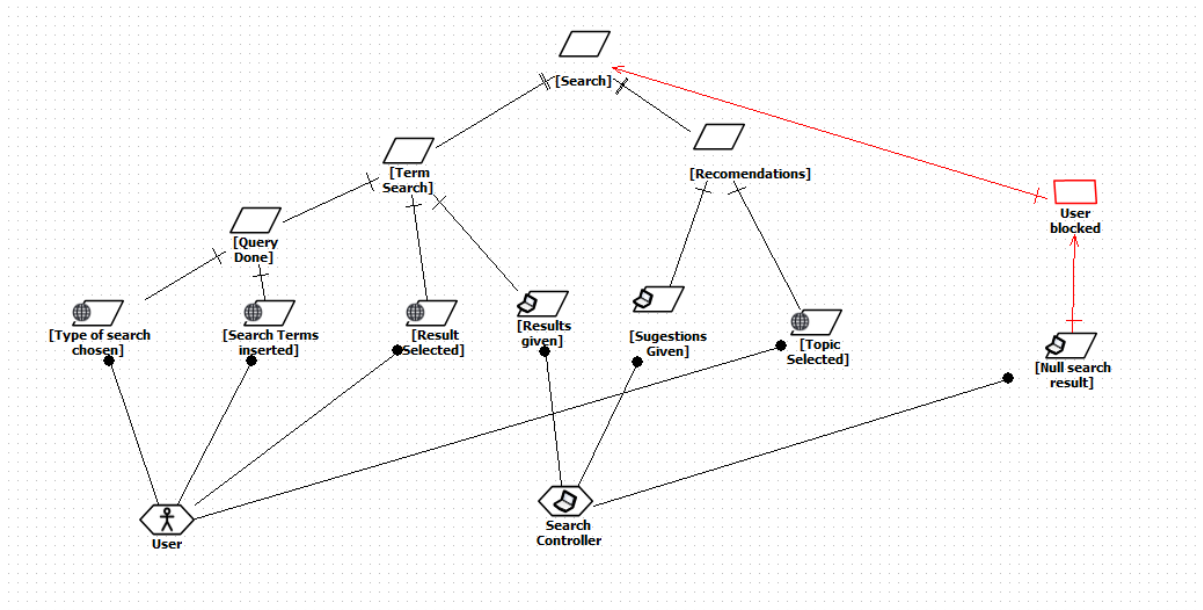 [Search]
[Term
Search]
[Recomendations]
User
blocked
[Query
Done]
[Type of search
chosen]
[Search Terms
inserted]
[Result
Selected]
[Results
given]
[Sugestions
Given]
[Topic
Selected]
[Null search
result]
User
Search
Controller